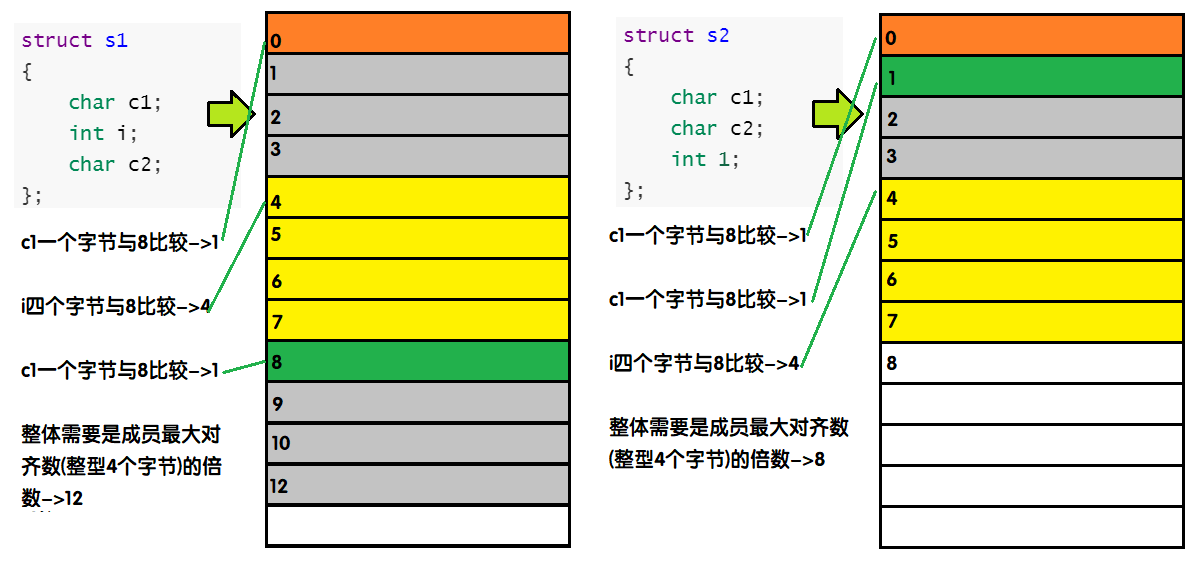 struct s1
{
char c1;
int i;
char c2;
};
c1一个字节与8比较->1
i四个字节与8比较->4
c1一个字节与8比较->1
整体需要是成员最大对
齐数(整型4个字节)的倍
数->12
0
1
2
3
4
5
6
7
8
9
10
12
struct s2
{
char c1;
char c2;
int 1;
};
c1一个字节与8比较->1
c1一个字节与8比较->1
i四个字节与8比较->4
整体需要是成员最大对齐数
(整型4个字节)的倍数->8
0
1
2
3
4
5
6
7
8